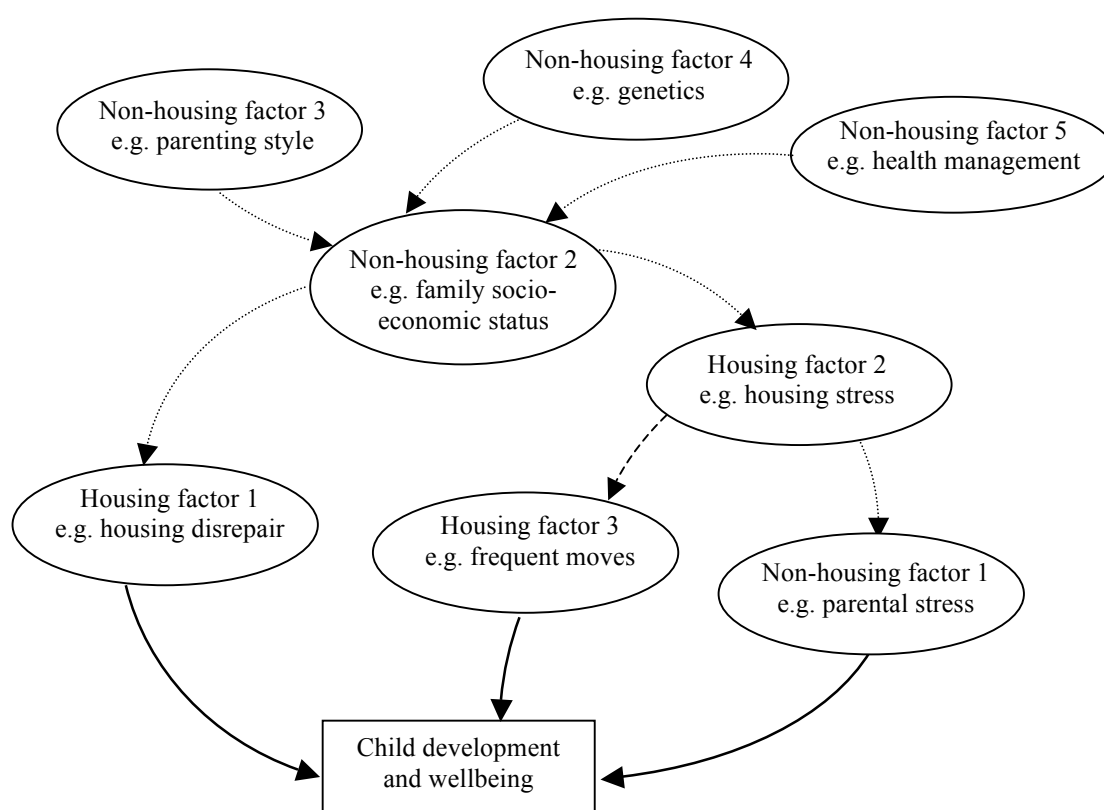 Non-housing factor 4
e.g. genetics
Non-housing factor 3
e.g. parenting style
Non-housing factor 5
e.g. health management
Non-housing factor 2
e.g. family socio-
economic status
Housing factor 2
e.g. housing stress
Housing factor 1
e.g. housing disrepair
Housing factor 3
e.g. frequent moves
Non-housing factor 1
e.g. parental stress
Child development
and wellbeing